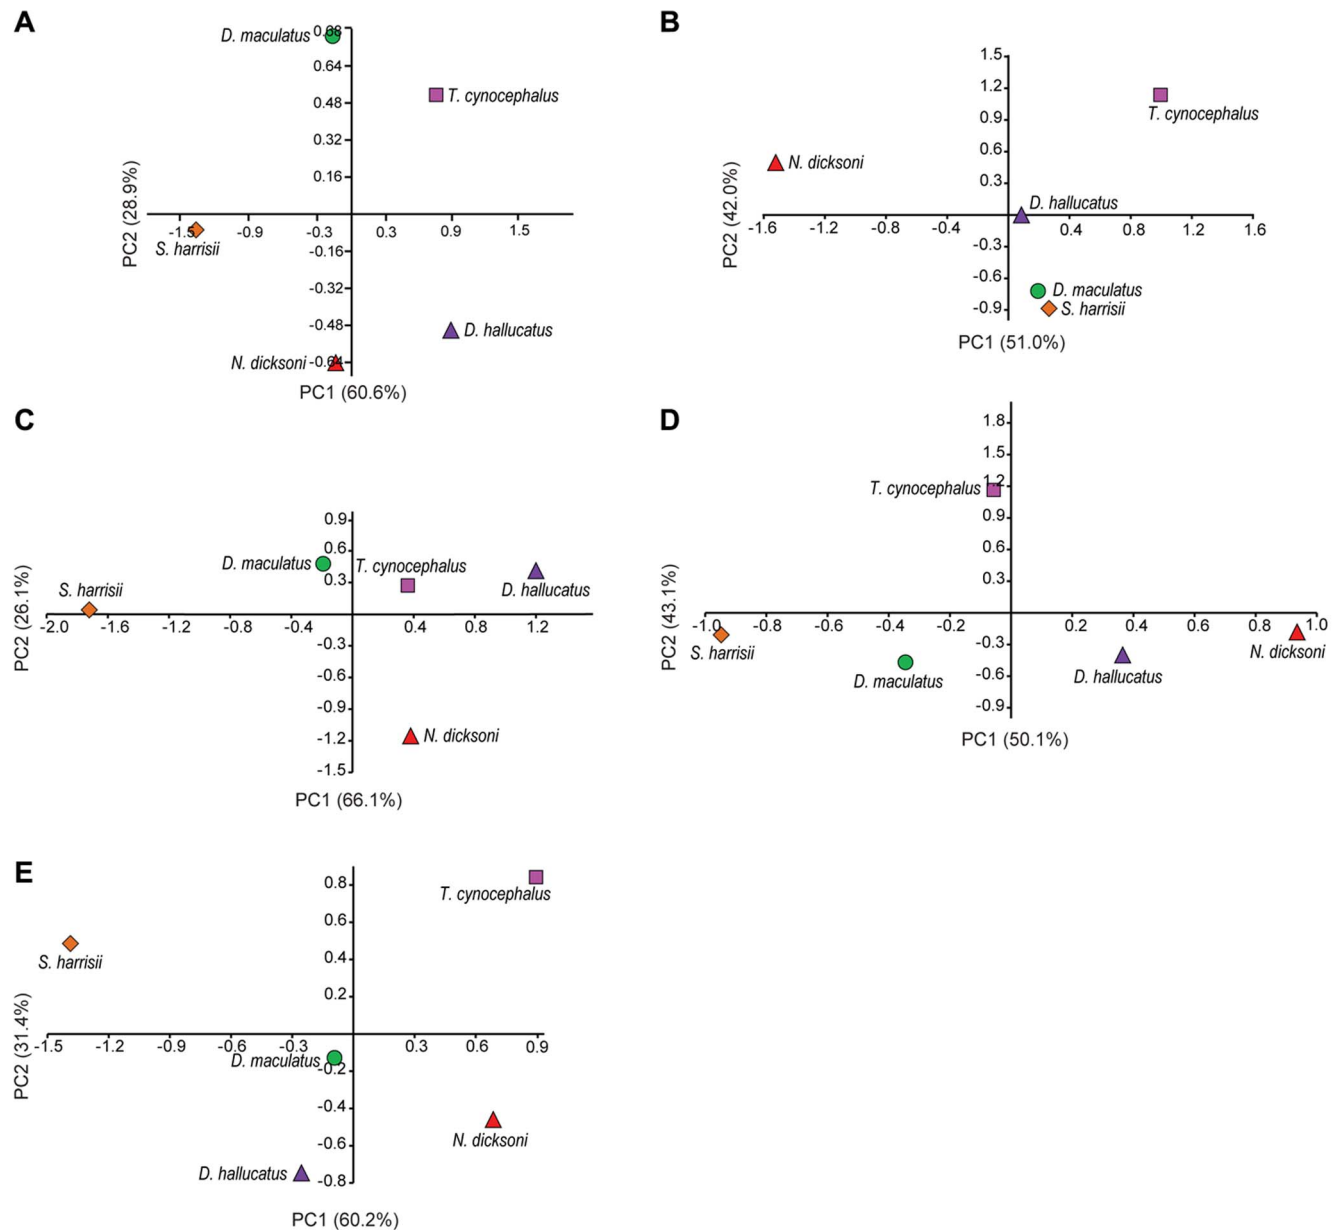 A
D. maculatus
0.68
0.64
T. cynocephalus
0.48
0.32
0.16
PC2 (28.9%)
-1.5
-0.9
-0.3
0.3
0.9
1.5
S. harrisii
-0.16
-0.32
-0.48
D. hallucatus
N. dicksoni
-0.64
PC1 (60.6%)
B
1.5
1.2
T. cynocephalus
0.9
0.6
N. dicksoni
0.3
D. hallucatus
PC2 (42.0%)
-1.6
-1.2
-0.8
-0.4
0.4
0.8
1.2
1.6
-0.3
-0.6
D. maculatus
-0.9
S. harrisii
PC1 (51.0%)
C
0.9
0.6
D. maculatus
T. cynocephalus
0.3
S. harrisii
D. hallucatus
PC2 (26.1%)
-2.0
-1.6
-1.2
-0.8
-0.4
0.4
0.8
1.2
-0.3
-0.6
-0.9
-1.2
N. dicksoni
-1.5
PC1 (66.1%)
D
1.8
1.5
T. cynocephalus
1.2
0.9
0.6
0.3
PC2 (43.1%)
-1.0
-0.8
-0.6
-0.4
-0.2
0.2
0.4
0.6
0.8
1.0
S. harrisii
-0.3
N. dicksoni
D. maculatus
-0.6
D. hallucatus
-0.9
PC1 (50.1%)
E
0.8
T. cynocephalus
0.6
0.4
S. harrisii
0.2
PC2 (31.4%)
-1.5
-1.2
-0.9
-0.6
-0.3
0.3
0.6
0.9
D. maculatus
-0.2
-0.4
N. dicksoni
-0.6
D. hallucatus
-0.8
PC1 (60.2%)